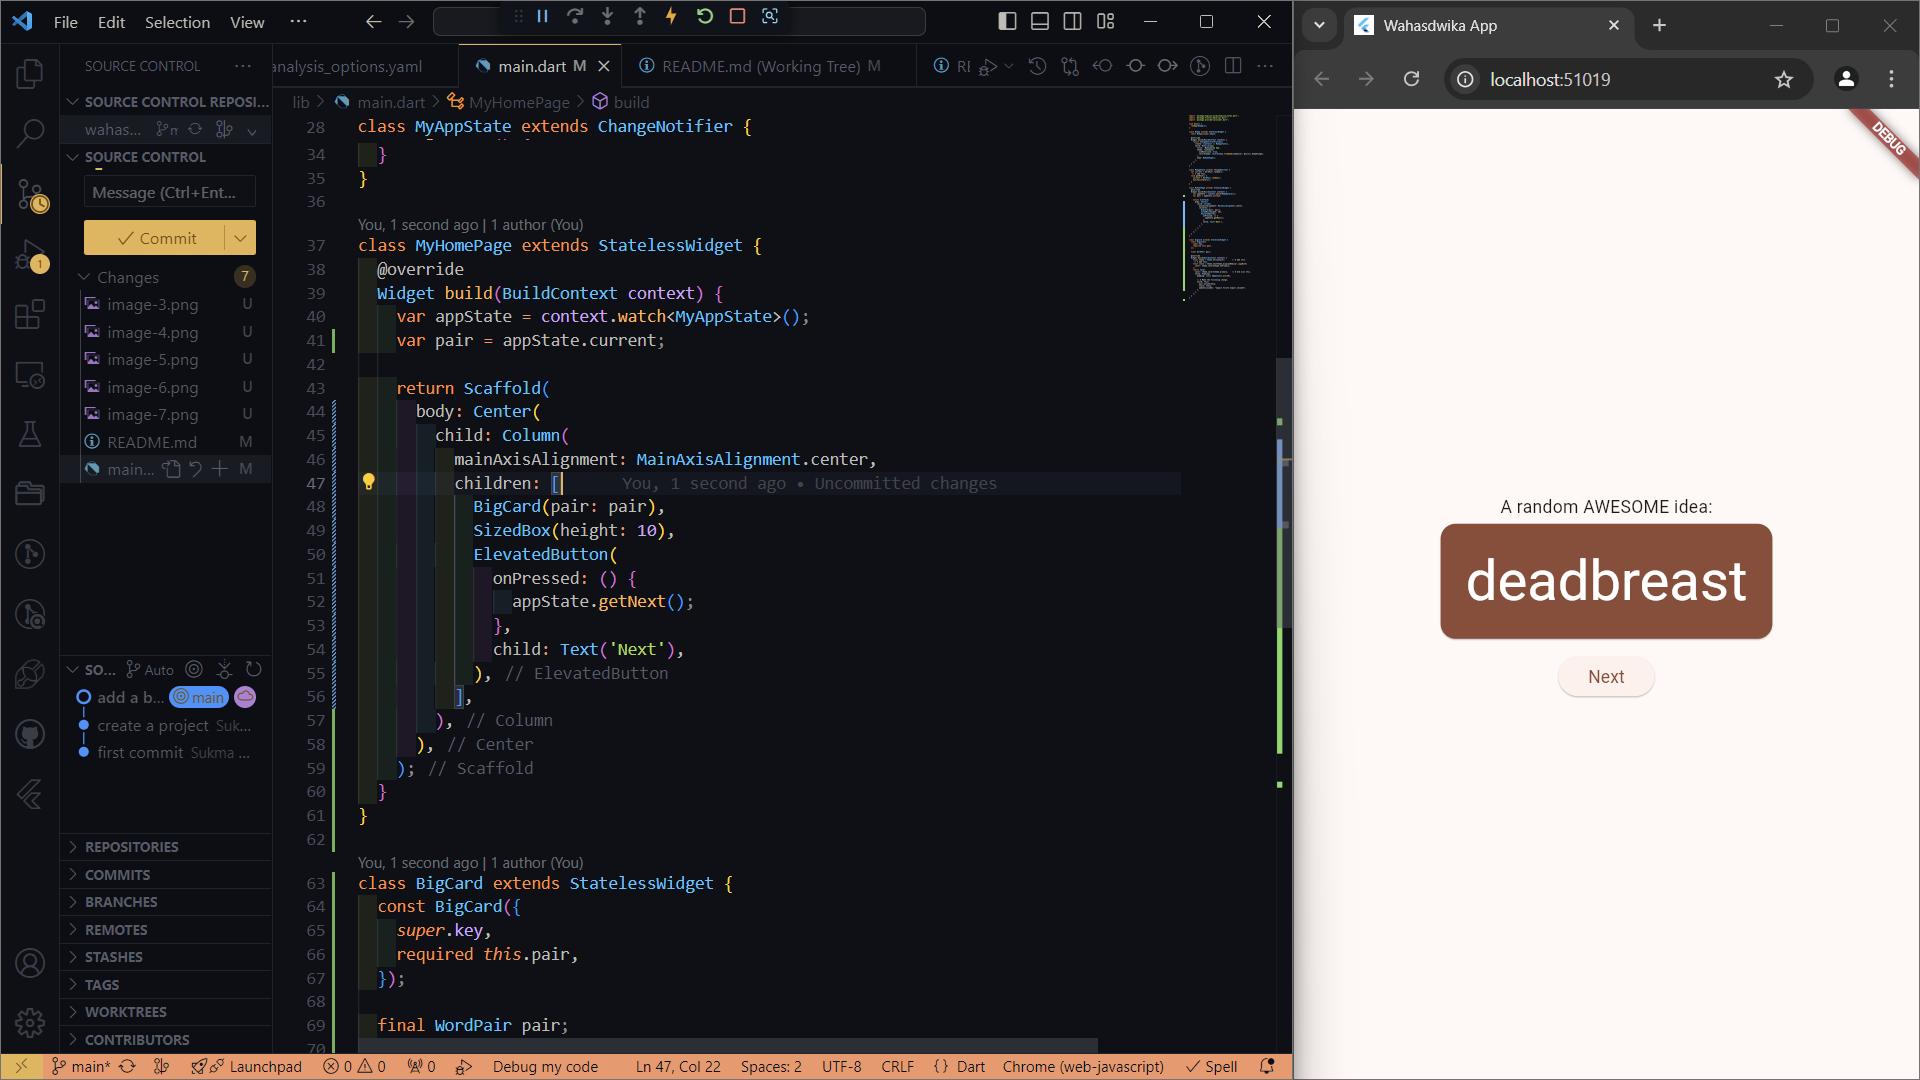 File Edit Selection View ···
SOURCE CONTROL ···
analysis_options.yaml
main.dart M
README.md (Working Tree) M
lib > main.dart > MyHomePage > build
SOURCE CONTROL REPOSI...
wahas...
SOURCE CONTROL
Message (Ctrl+Ent...
Commit
Changes 7
image-3.png U
image-4.png U
image-5.png U
image-6.png U
image-7.png U
README.md M
main... M
SO... Auto
add a b... main
create a project Suk...
first commit Sukma ...
REPOSITORIES
COMMITS
BRANCHES
REMOTES
STASHES
TAGS
WORKTREES
CONTRIBUTORS
28 class MyAppState extends ChangeNotifier {
34 }
35 }
36
You, 1 second ago | 1 author (You)
37 class MyHomePage extends StatelessWidget {
38 @override
39 Widget build(BuildContext context) {
40 var appState = context.watch<MyAppState>();
41 var pair = appState.current;
42
43 return Scaffold(
44 body: Center(
45 child: Column(
46 mainAxisAlignment: MainAxisAlignment.center,
47 children: [ You, 1 second ago • Uncommitted changes
48 BigCard(pair: pair),
49 SizedBox(height: 10),
50 ElevatedButton(
51 onPressed: () {
52 appState.getNext();
53 },
54 child: Text('Next'),
55 ), // ElevatedButton
56 ],
57 ), // Column
58 ), // Center
59 ); // Scaffold
60 }
61 }
62
You, 1 second ago | 1 author (You)
63 class BigCard extends StatelessWidget {
64 const BigCard({
65 super.key,
66 required this.pair,
67 });
68
69 final WordPair pair;
70
main* Launchpad 0 0 0 Debug my code Ln 47, Col 22 Spaces: 2 UTF-8 CRLF {} Dart Chrome (web-javascript) Spell
Wahasdwika App
localhost:51019
DEBUG
A random AWESOME idea:
deadbreast
Next